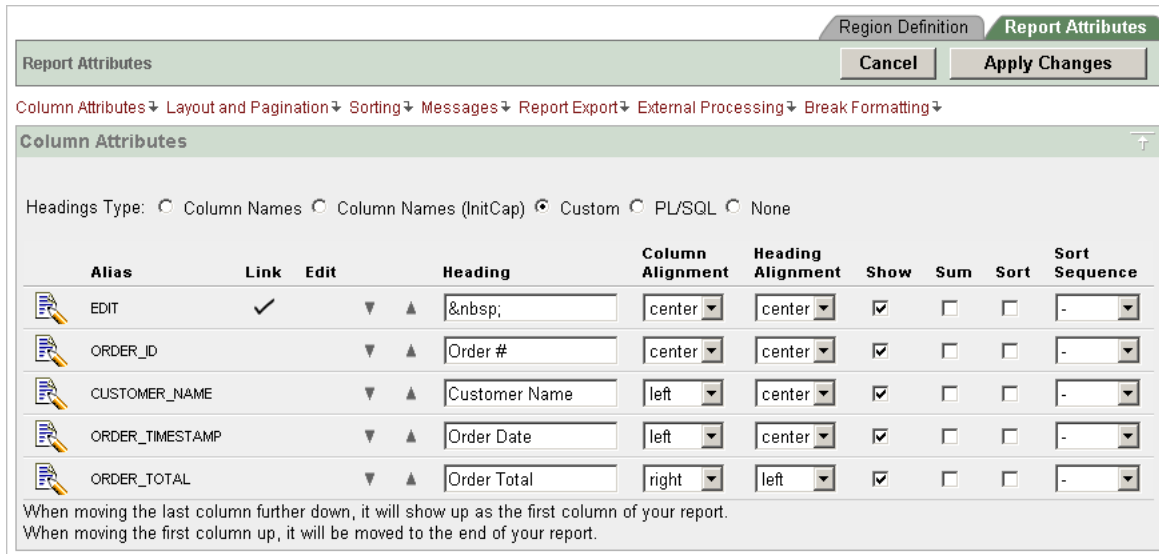 Region Definition Report Attributes
Report Attributes Cancel Apply Changes
Column Attributes Layout and Pagination Sorting Messages Report Export External Processing Break Formatting
Column Attributes
Headings Type: Column Names Column Names (InitCap) Custom PL/SQL None
Alias Link Edit Heading Column Alignment Heading Alignment Show Sum Sort Sort Sequence
EDIT &nbsp; center center -
ORDER_ID Order # center center -
CUSTOMER_NAME Customer Name left center -
ORDER_TIMESTAMP Order Date left center -
ORDER_TOTAL Order Total right left -
When moving the last column further down, it will show up as the first column of your report.
When moving the first column up, it will be moved to the end of your report.